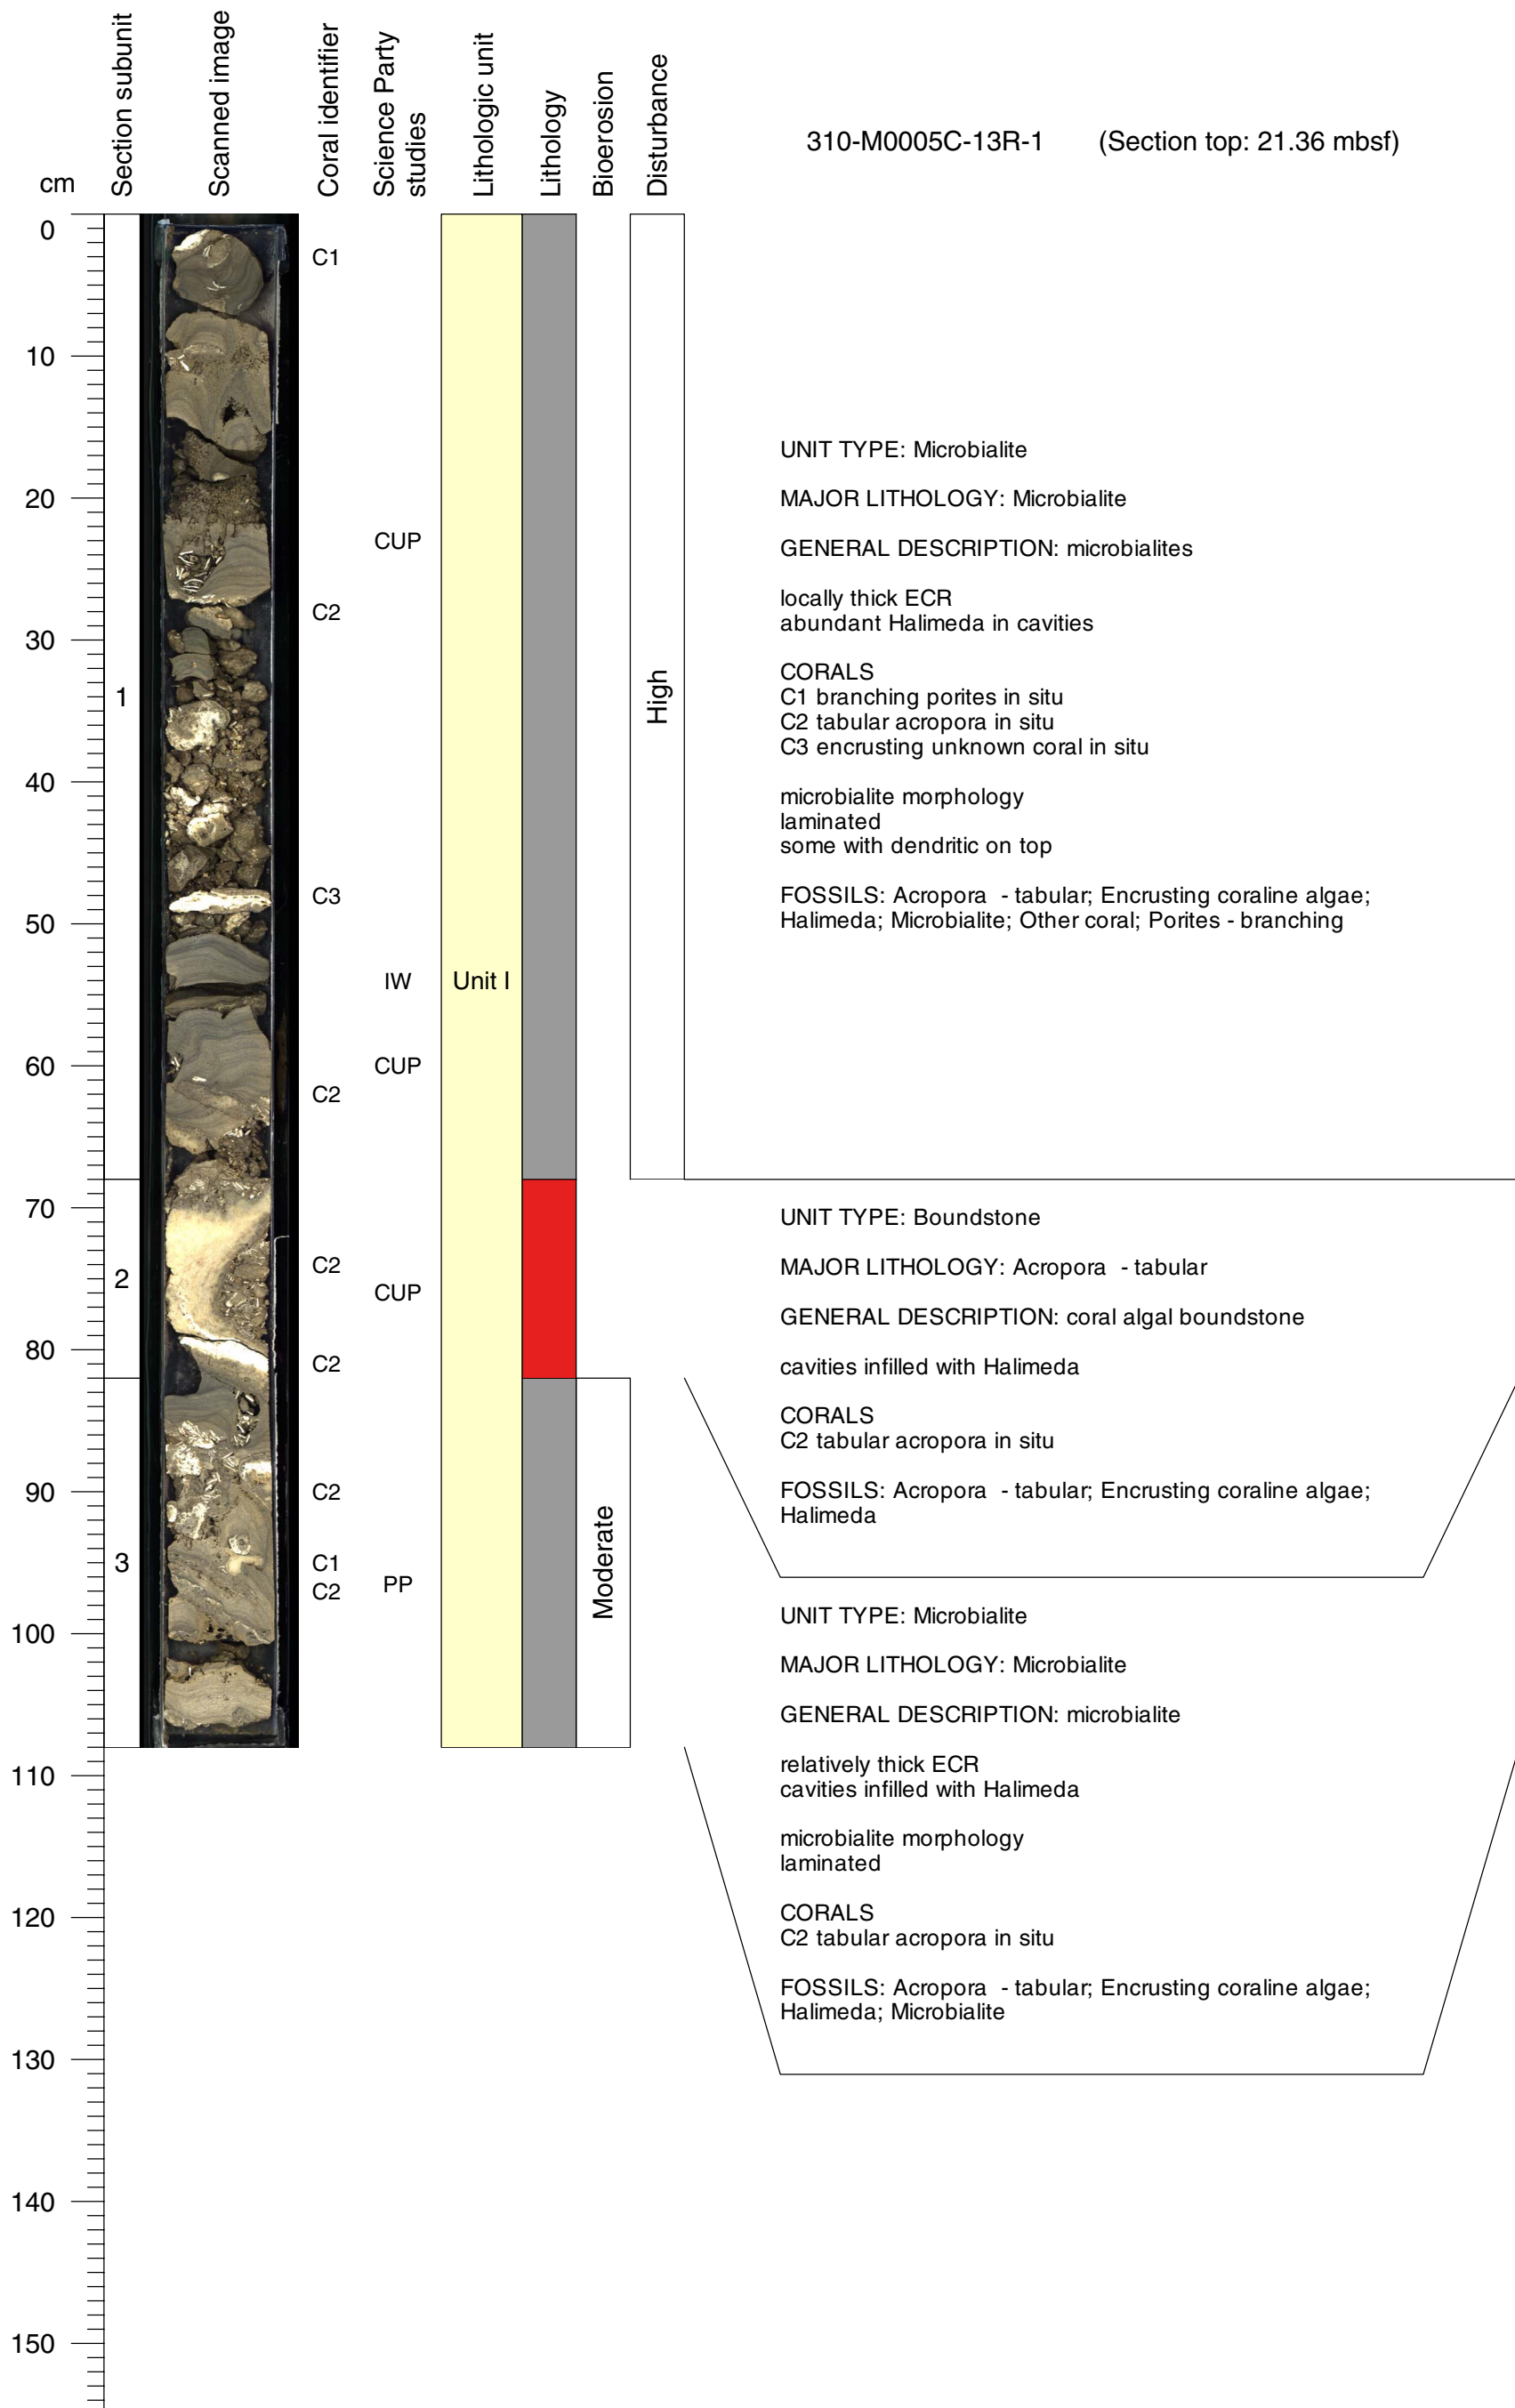 Section subunit
Scanned image
Coral identifier
Science Party
studies
Lithologic unit
Lithology
Bioerosion
Disturbance
310-M0005C-13R-1 (Section top: 21.36 mbsf)
cm
0
10
20
30
40
50
60
70
80
90
100
110
120
130
140
150
1
2
3
C1
C2
C3
C2
C2
C2
C2
C1
C2
CUP
IW
CUP
CUP
PP
Unit I
Moderate
High
UNIT TYPE: Microbialite
MAJOR LITHOLOGY: Microbialite
GENERAL DESCRIPTION: microbialites
locally thick ECR
abundant Halimeda in cavities
CORALS
C1 branching porites in situ
C2 tabular acropora in situ
C3 encrusting unknown coral in situ
microbialite morphology
laminated
some with dendritic on top
FOSSILS: Acropora - tabular; Encrusting coraline algae;
Halimeda; Microbialite; Other coral; Porites - branching
UNIT TYPE: Boundstone
MAJOR LITHOLOGY: Acropora - tabular
GENERAL DESCRIPTION: coral algal boundstone
cavities infilled with Halimeda
CORALS
C2 tabular acropora in situ
FOSSILS: Acropora - tabular; Encrusting coraline algae;
Halimeda
UNIT TYPE: Microbialite
MAJOR LITHOLOGY: Microbialite
GENERAL DESCRIPTION: microbialite
relatively thick ECR
cavities infilled with Halimeda
microbialite morphology
laminated
CORALS
C2 tabular acropora in situ
FOSSILS: Acropora - tabular; Encrusting coraline algae;
Halimeda; Microbialite